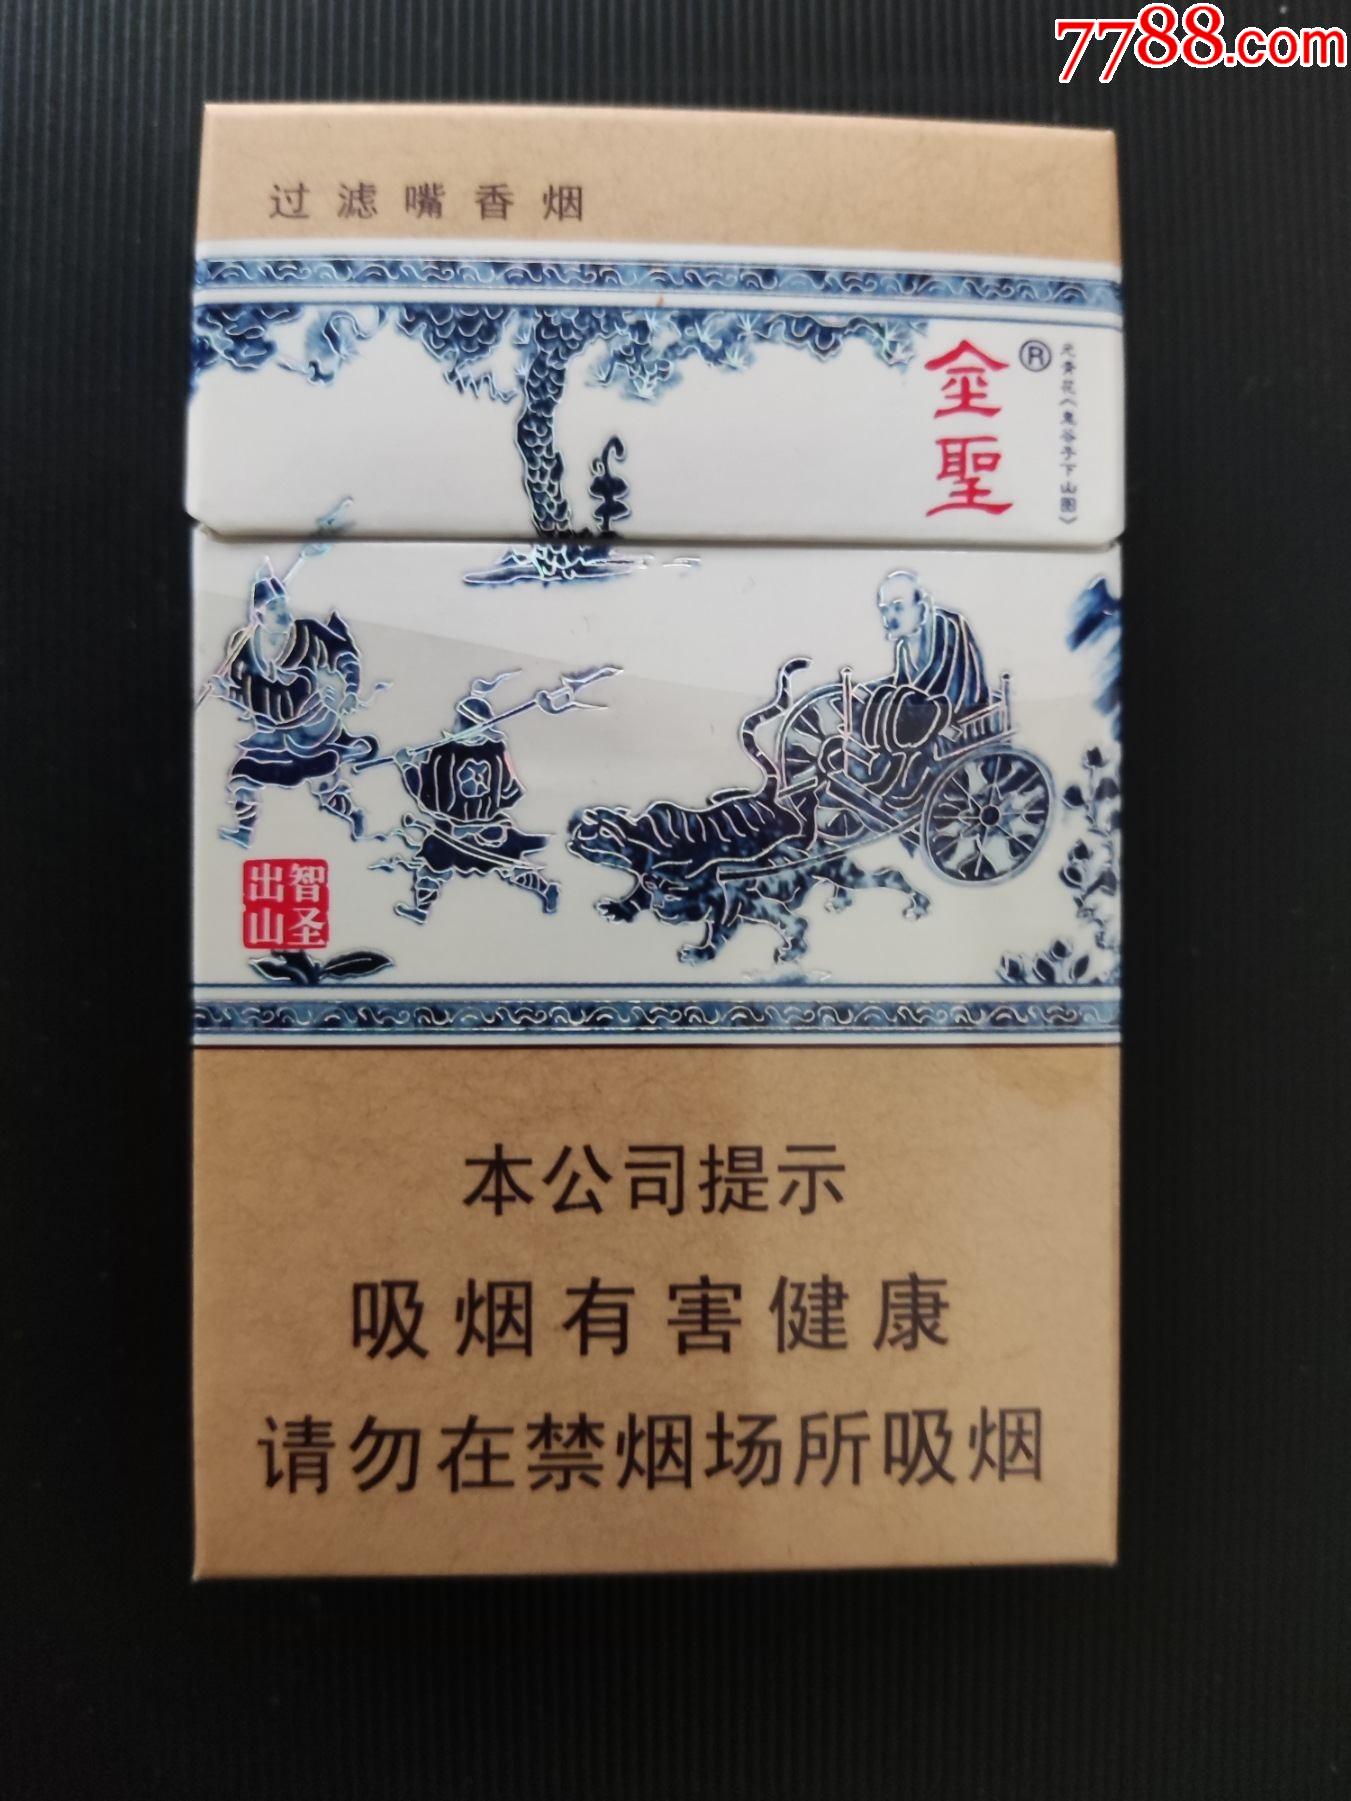 7788.com
过滤嘴香烟
金聖®
元青花《鬼谷子下山图》
智圣
出山
本公司提示
吸烟有害健康
请勿在禁烟场所吸烟